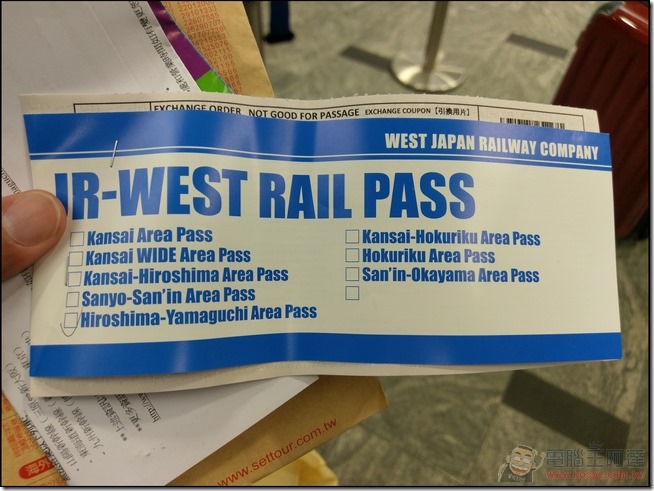 EXCHANGE ORDER NOT GOOD FOR PASSAGE EXCHANGE COUPON【引換用片】
WEST JAPAN RAILWAY COMPANY
JR-WEST RAIL PASS
Kansai Area Pass
Kansai WIDE Area Pass
Kansai-Hiroshima Area Pass
Sanyo-San'in Area Pass
Hiroshima-Yamaguchi Area Pass
Kansai-Hokuriku Area Pass
Hokuriku Area Pass
San'in-Okayama Area Pass
www.settour.com.tw
電腦王阿達